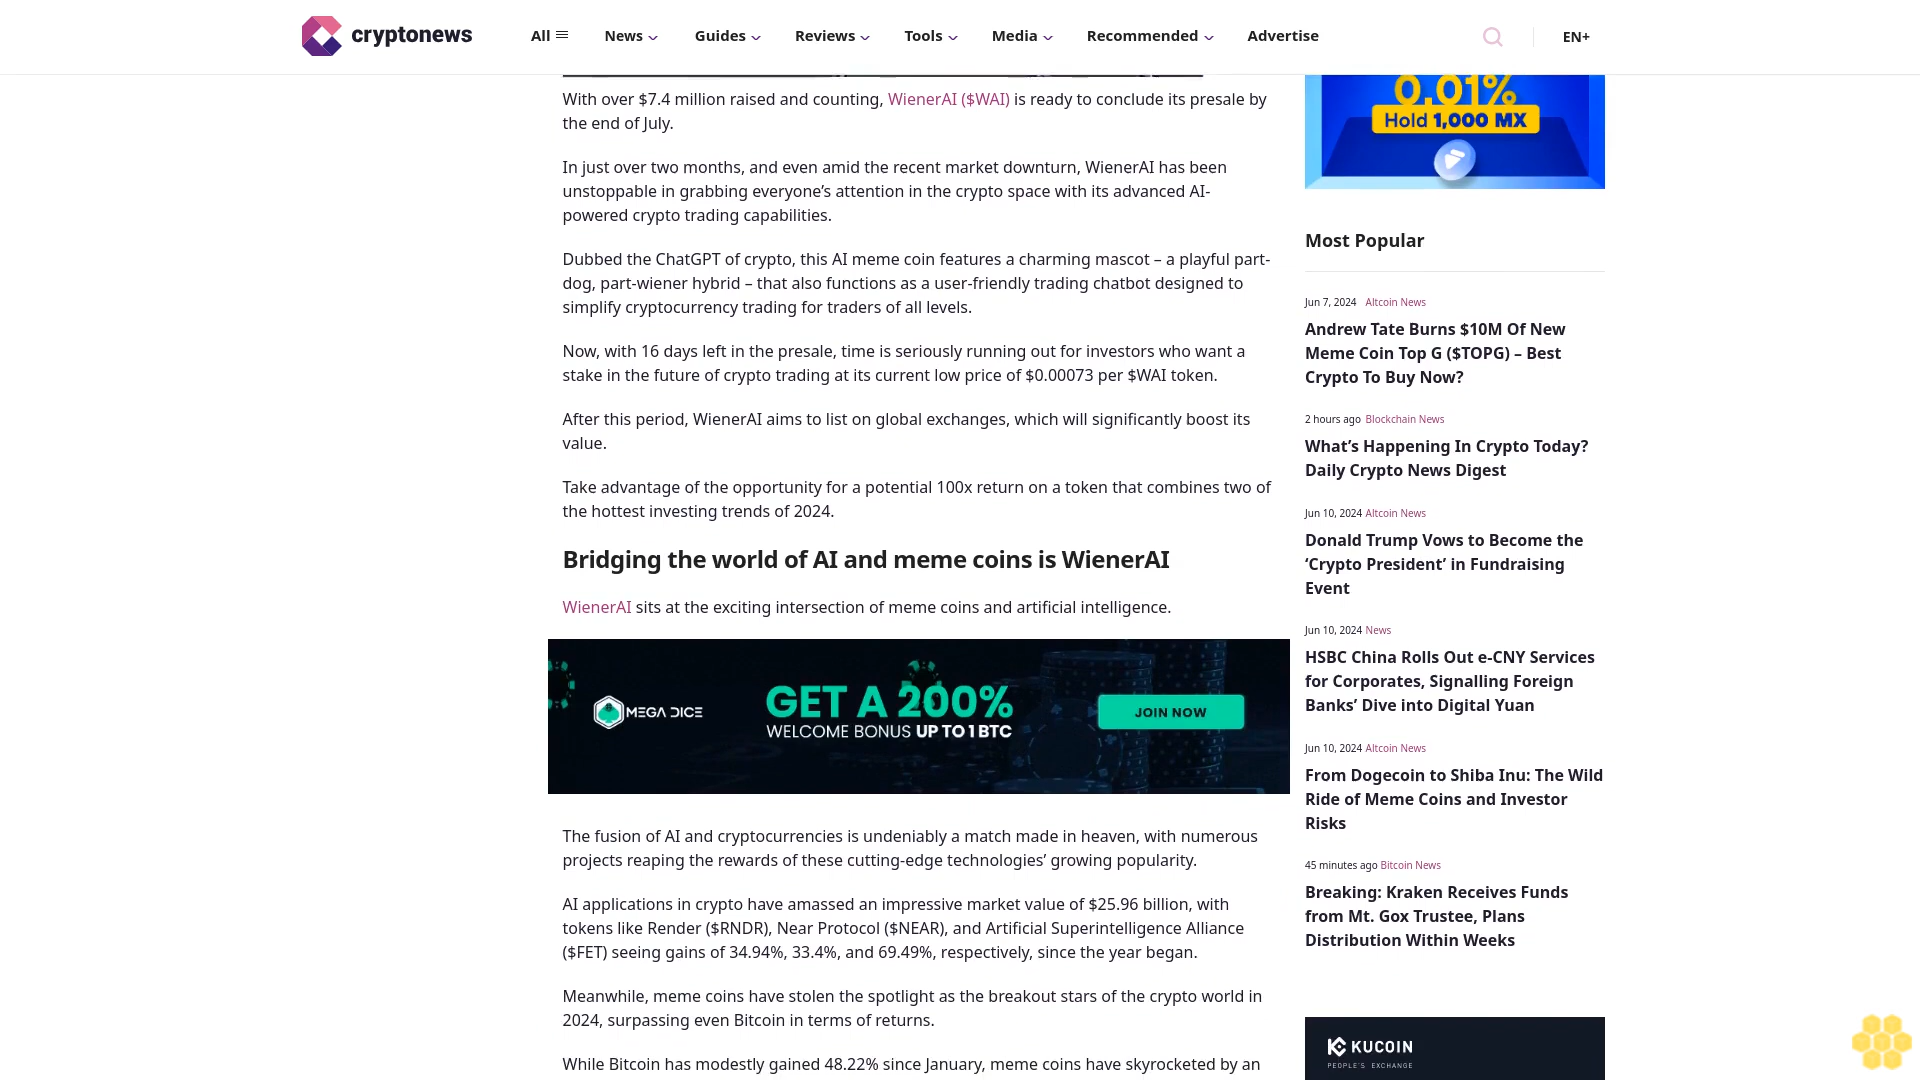 cryptonews
All
News
Guides
Reviews
Tools
Media
Recommended
Advertise
EN+
With over $7.4 million raised and counting, WienerAI ($WAI) is ready to conclude its presale by
the end of July.
In just over two months, and even amid the recent market downturn, WienerAI has been
unstoppable in grabbing everyone’s attention in the crypto space with its advanced AI-
powered crypto trading capabilities.
Dubbed the ChatGPT of crypto, this AI meme coin features a charming mascot – a playful part-
dog, part-wiener hybrid – that also functions as a user-friendly trading chatbot designed to
simplify cryptocurrency trading for traders of all levels.
Now, with 16 days left in the presale, time is seriously running out for investors who want a
stake in the future of crypto trading at its current low price of $0.00073 per $WAI token.
After this period, WienerAI aims to list on global exchanges, which will significantly boost its
value.
Take advantage of the opportunity for a potential 100x return on a token that combines two of
the hottest investing trends of 2024.
Bridging the world of AI and meme coins is WienerAI
WienerAI sits at the exciting intersection of meme coins and artificial intelligence.
MEGA DICE
GET A 200%
WELCOME BONUS UP TO 1 BTC
JOIN NOW
The fusion of AI and cryptocurrencies is undeniably a match made in heaven, with numerous
projects reaping the rewards of these cutting-edge technologies’ growing popularity.
AI applications in crypto have amassed an impressive market value of $25.96 billion, with
tokens like Render ($RNDR), Near Protocol ($NEAR), and Artificial Superintelligence Alliance
($FET) seeing gains of 34.94%, 33.4%, and 69.49%, respectively, since the year began.
Meanwhile, meme coins have stolen the spotlight as the breakout stars of the crypto world in
2024, surpassing even Bitcoin in terms of returns.
While Bitcoin has modestly gained 48.22% since January, meme coins have skyrocketed by an
0.01%
Hold 1,000 MX
Most Popular
Jun 7, 2024 Altcoin News
Andrew Tate Burns $10M Of New
Meme Coin Top G ($TOPG) – Best
Crypto To Buy Now?
2 hours ago Blockchain News
What’s Happening In Crypto Today?
Daily Crypto News Digest
Jun 10, 2024 Altcoin News
Donald Trump Vows to Become the
‘Crypto President’ in Fundraising
Event
Jun 10, 2024 News
HSBC China Rolls Out e-CNY Services
for Corporates, Signalling Foreign
Banks’ Dive into Digital Yuan
Jun 10, 2024 Altcoin News
From Dogecoin to Shiba Inu: The Wild
Ride of Meme Coins and Investor
Risks
45 minutes ago Bitcoin News
Breaking: Kraken Receives Funds
from Mt. Gox Trustee, Plans
Distribution Within Weeks
KUCOIN
PEOPLE'S EXCHANGE